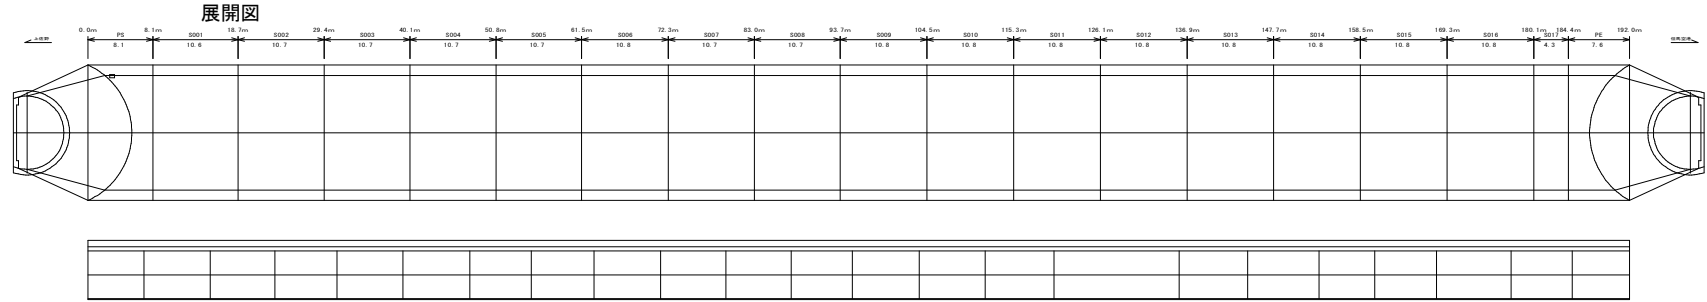 展開図
0.0m 8.1m 18.7m 29.4m 40.1m 50.8m 61.5m 72.3m 83.0m 93.7m 104.5m 115.3m 126.1m 136.9m 147.7m 158.5m 169.3m 180.1m 184.4m 192.0m
PS S001 S002 S003 S004 S005 S006 S007 S008 S009 S010 S011 S012 S013 S014 S015 S016 S017 PE
8.1 10.6 10.7 10.7 10.7 10.7 10.8 10.7 10.7 10.8 10.8 10.8 10.8 10.8 10.8 10.8 10.8 4.3 7.6